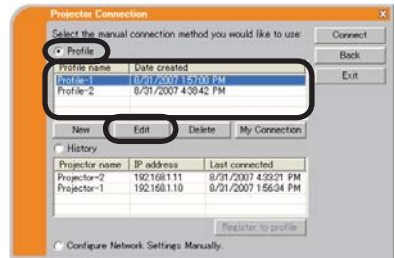 Projector Connection X
Select the manual connection method you would like to use: Connect
Profile Back
Profile name Date created Exit
Profile-1 8/31/2007 1:57:00 PM
Profile-2 8/31/2007 4:38:42 PM
New Edit Delete My Connection
History
Projector name IP address Last connected
Projector-2 192.168.1.11 8/31/2007 4:33:21 PM
Projector-1 192.168.1.10 8/31/2007 1:56:34 PM
Register to profile
Configure Network Settings Manually.